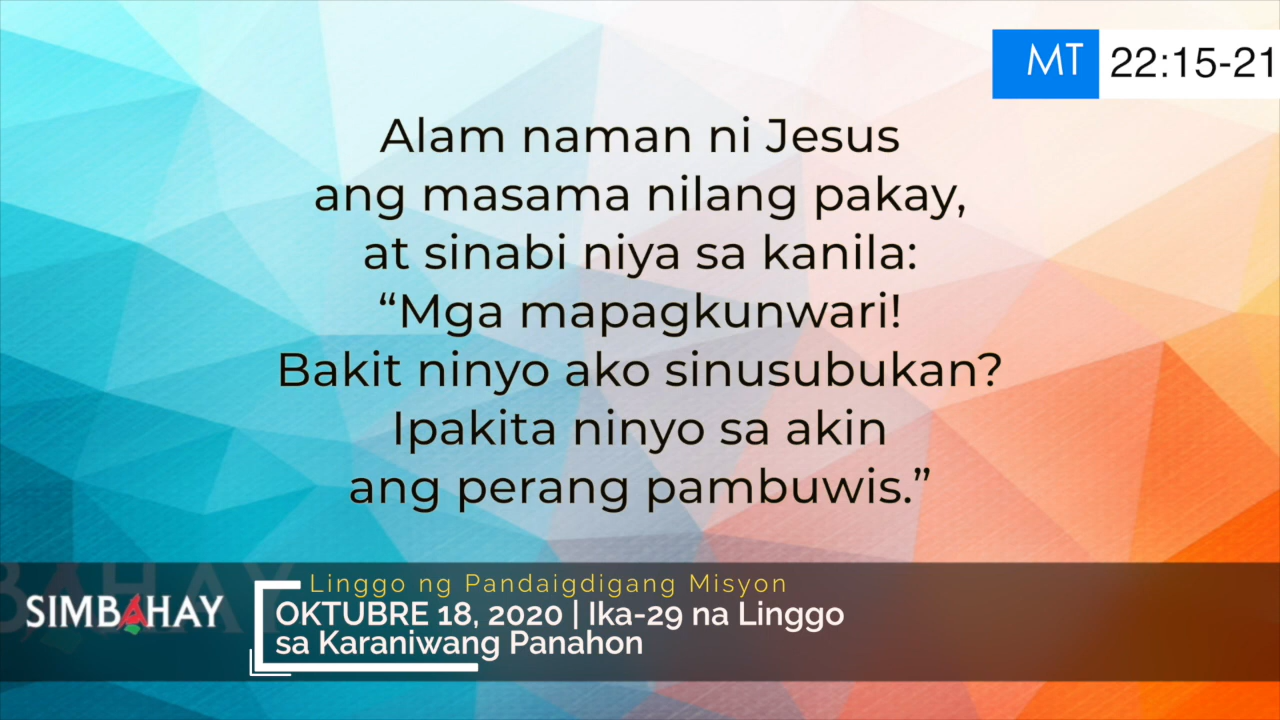 MT 22:15-21
Alam naman ni Jesus
ang masama nilang pakay,
at sinabi niya sa kanila:
“Mga mapagkunwari!
Bakit ninyo ako sinusubukan?
Ipakita ninyo sa akin
ang perang pambuwis.”
SIMBAHAY
Linggo ng Pandaigdigang Misyon
OKTUBRE 18, 2020 | Ika-29 na Linggo
sa Karaniwang Panahon